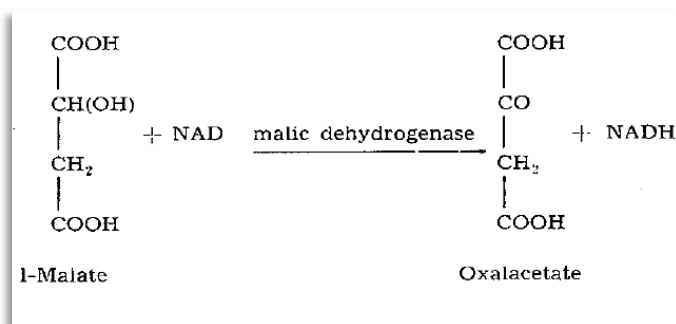 COOH COOH
CH(OH) CO
+ NAD malic dehydrogenase + NADH
CH₂ CH₂
COOH COOH
l-Malate Oxalacetate